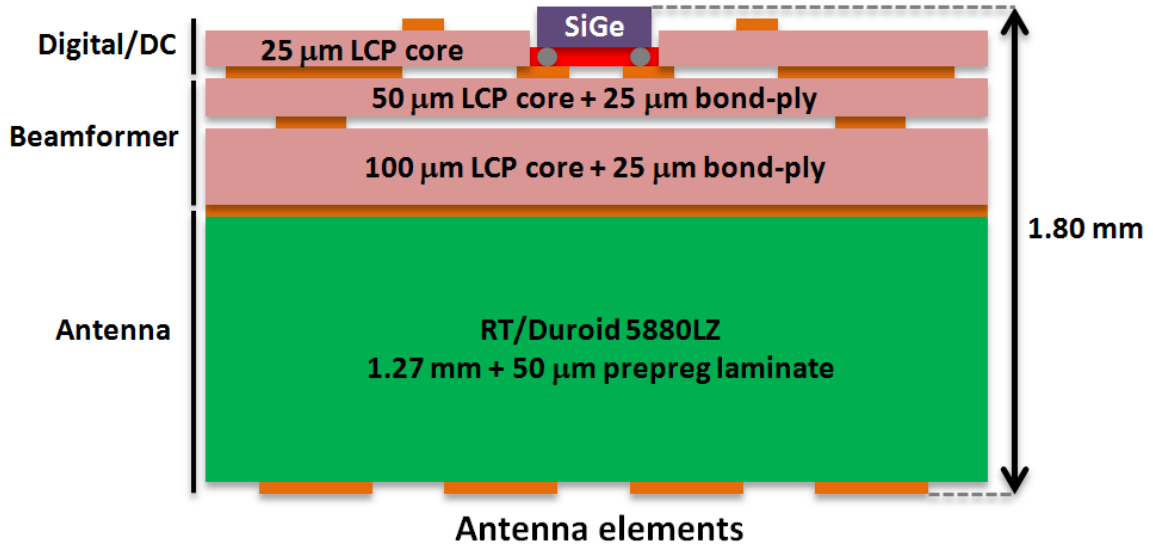 SiGe
Digital/DC
25 μm LCP core
50 μm LCP core + 25 μm bond-ply
Beamformer
100 μm LCP core + 25 μm bond-ply
1.80 mm
Antenna
RT/Duroid 5880LZ
1.27 mm + 50 μm prepreg laminate
Antenna elements